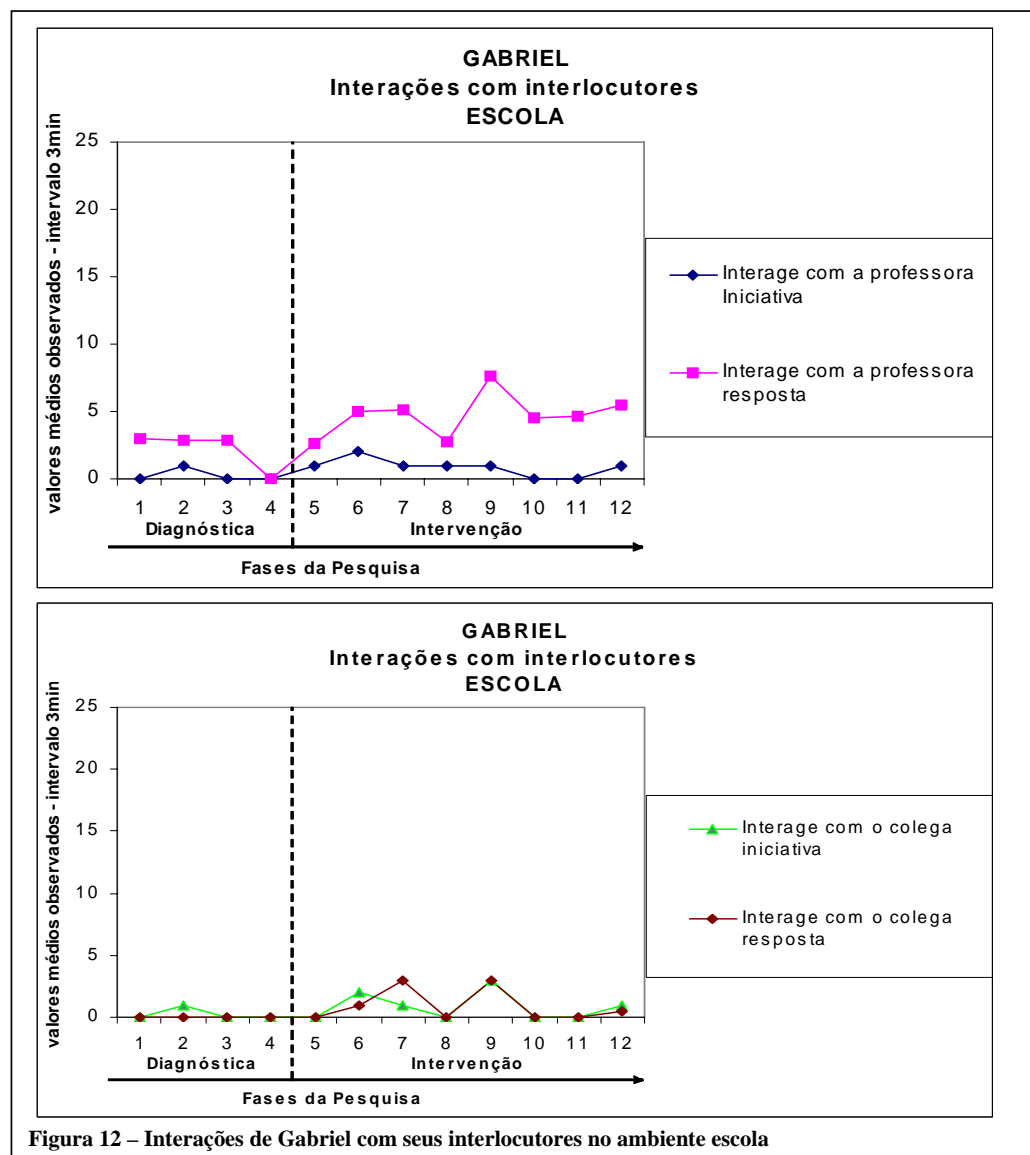 GABRIEL
Interações com interlocutores
ESCOLA
valores médios observados - intervalo 3min
25
20
15
10
5
0
1 2 3 4 5 6 7 8 9 10 11 12
Diagnóstica Intervenção
Fases da Pesquisa
Interage com a professora
Iniciativa
Interage com a professora
resposta
GABRIEL
Interações com interlocutores
ESCOLA
valores médios observados - intervalo 3min
25
20
15
10
5
0
1 2 3 4 5 6 7 8 9 10 11 12
Diagnóstica Intervenção
Fases da Pesquisa
Interage com o colega
iniciativa
Interage com o colega
resposta
Figura 12 – Interações de Gabriel com seus interlocutores no ambiente escola